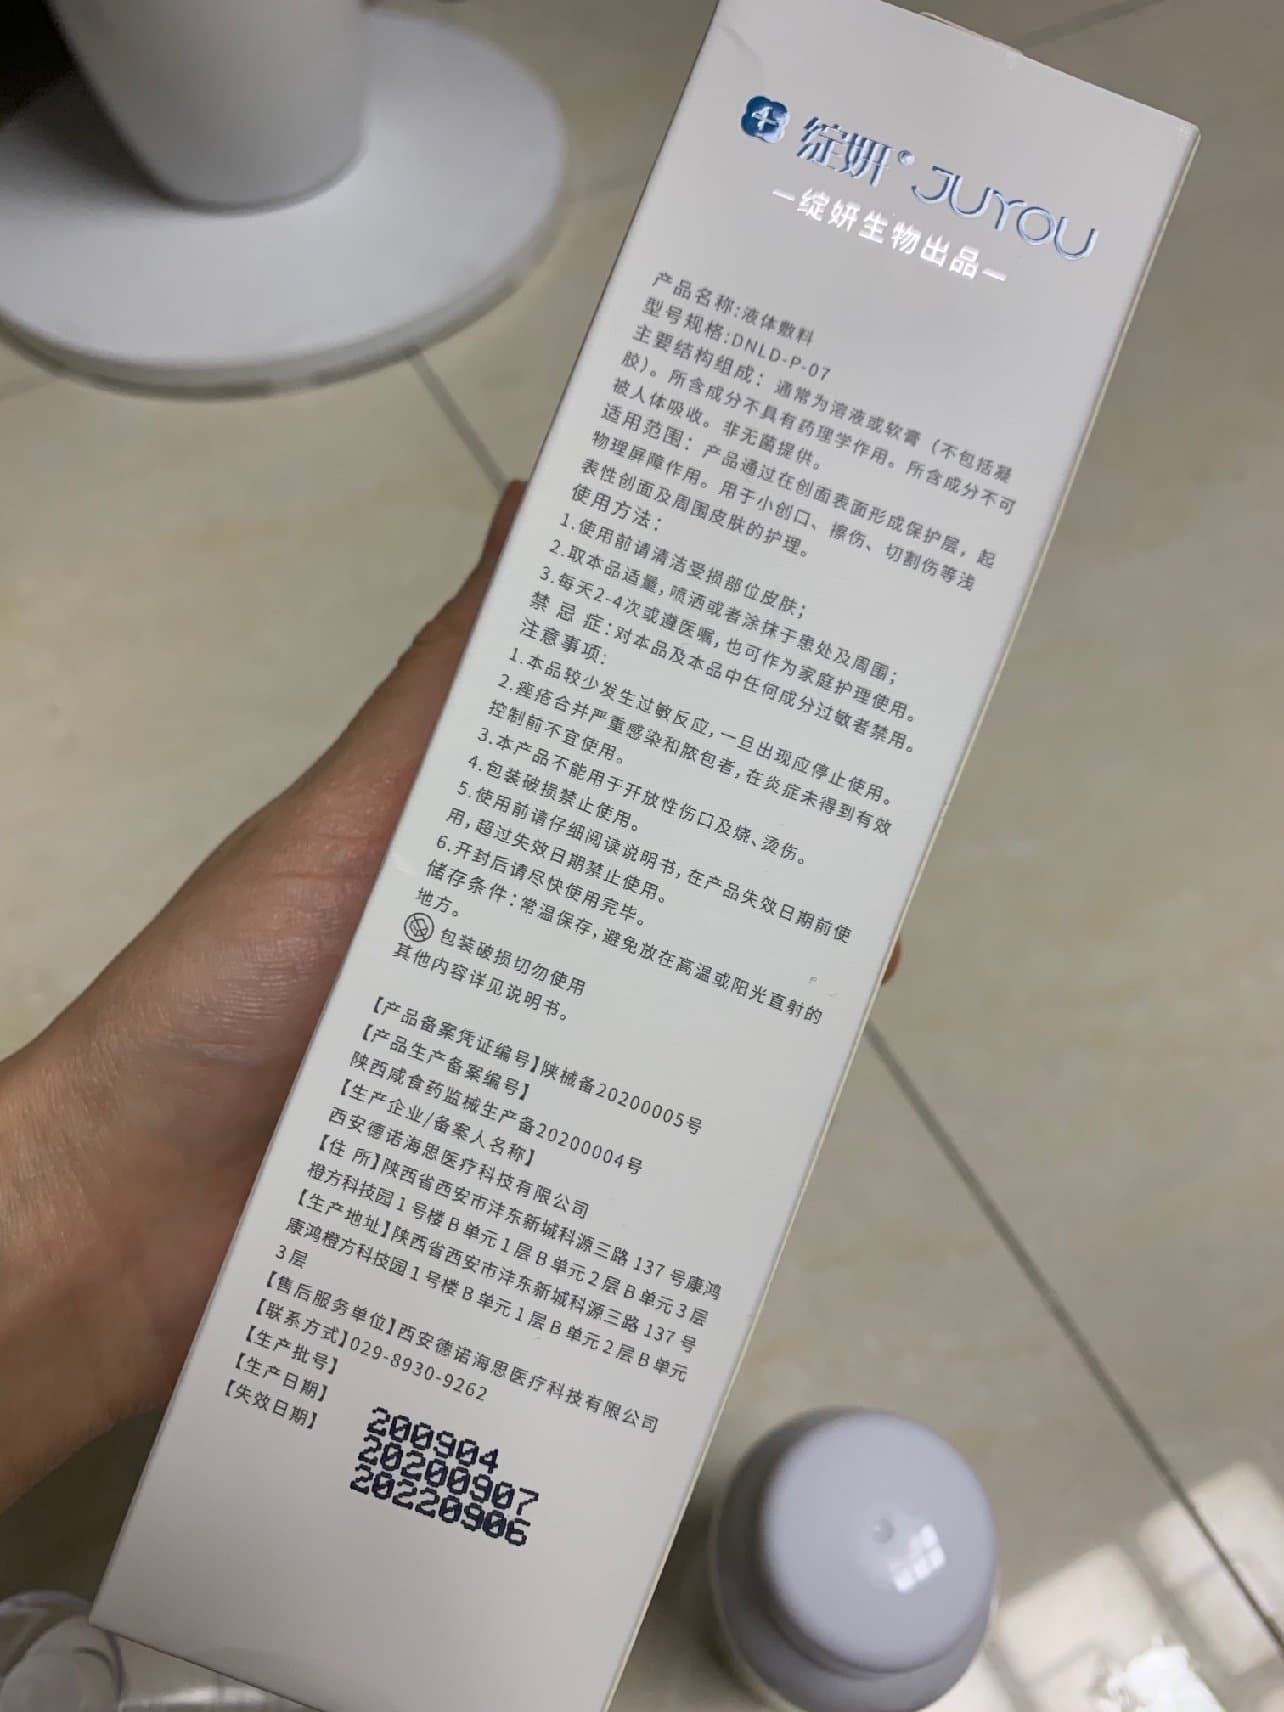 绽妍® JUYOU
—绽妍生物出品—
产品名称:液体敷料
型号规格:DNLD-P-07
主要结构组成：通常为溶液或软膏（不包括凝
胶）。所含成分不具有药理学作用。所含成分不可
被人体吸收。非无菌提供。
适用范围：产品通过在创面表面形成保护层，起
物理屏障作用。用于小创口、擦伤、切割伤等浅
表性创面及周围皮肤的护理。
使用方法：
1.使用前请清洁受损部位皮肤；
2.取本品适量，喷洒或者涂抹于患处及周围；
3.每天2-4次或遵医嘱，也可作为家庭护理使用。
禁 忌 症：对本品及本品中任何成分过敏者禁用。
注意事项：
1.本品较少发生过敏反应，一旦出现应停止使用。
2.痤疮合并严重感染和脓包者，在炎症未得到有效
控制前不宜使用。
3.本产品不能用于开放性伤口及烧、烫伤。
4.包装破损禁止使用。
5.使用前请仔细阅读说明书，在产品失效日期前使
用，超过失效日期禁止使用。
6.开封后请尽快使用完毕。
储存条件：常温保存，避免放在高温或阳光直射的
地方。
包装破损切勿使用
其他内容详见说明书。
【产品备案凭证编号】陕械备20200005号
【产品生产备案编号】
陕西咸食药监械生产备20200004号
【生产企业/备案人名称】
西安德诺海思医疗科技有限公司
【住 所】陕西省西安市沣东新城科源三路 137 号康鸿
橙方科技园 1 号楼 B 单元 1 层 B 单元 2 层 B 单元 3 层
【生产地址】陕西省西安市沣东新城科源三路 137 号
康鸿橙方科技园 1 号楼 B 单元 1 层 B 单元 2 层 B 单元
3 层
【售后服务单位】西安德诺海思医疗科技有限公司
【联系方式】029-8930-9262
【生产批号】
【生产日期】
【失效日期】
200904
20200907
20220906